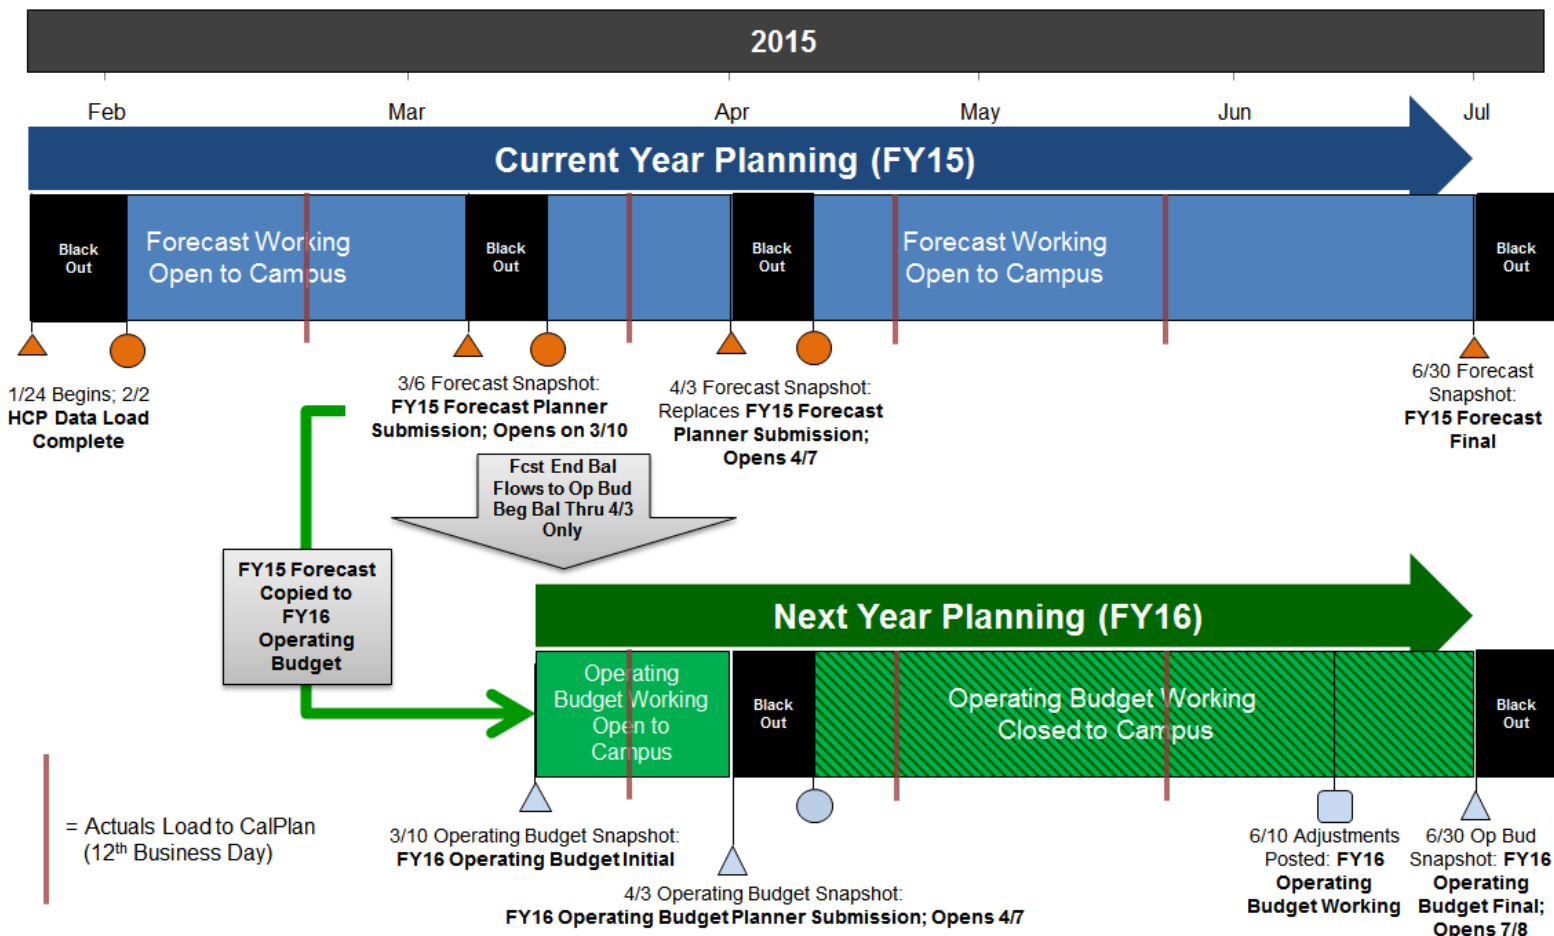 2015
Feb
Mar
Apr
May
Jun
Jul
Current Year Planning (FY15)
Black
Out
Forecast Working
Open to Campus
Black
Out
Black
Out
Forecast Working
Open to Campus
Black
Out
1/24 Begins; 2/2
HCP Data Load
Complete
3/6 Forecast Snapshot:
FY15 Forecast Planner
Submission; Opens on 3/10
4/3 Forecast Snapshot:
Replaces FY15 Forecast
Planner Submission;
Opens 4/7
6/30 Forecast
Snapshot:
FY15 Forecast
Final
Fcst End Bal
Flows to Op Bud
Beg Bal Thru 4/3
Only
FY15 Forecast
Copied to
FY16
Operating
Budget
Next Year Planning (FY16)
Operating
Budget Working
Open to
Campus
Black
Out
Operating Budget Working
Closed to Campus
Black
Out
= Actuals Load to CalPlan
(12th Business Day)
3/10 Operating Budget Snapshot:
FY16 Operating Budget Initial
4/3 Operating Budget Snapshot:
FY16 Operating Budget Planner Submission; Opens 4/7
6/10 Adjustments
Posted: FY16
Operating
Budget Working
6/30 Op Bud
Snapshot: FY16
Operating
Budget Final;
Opens 7/8